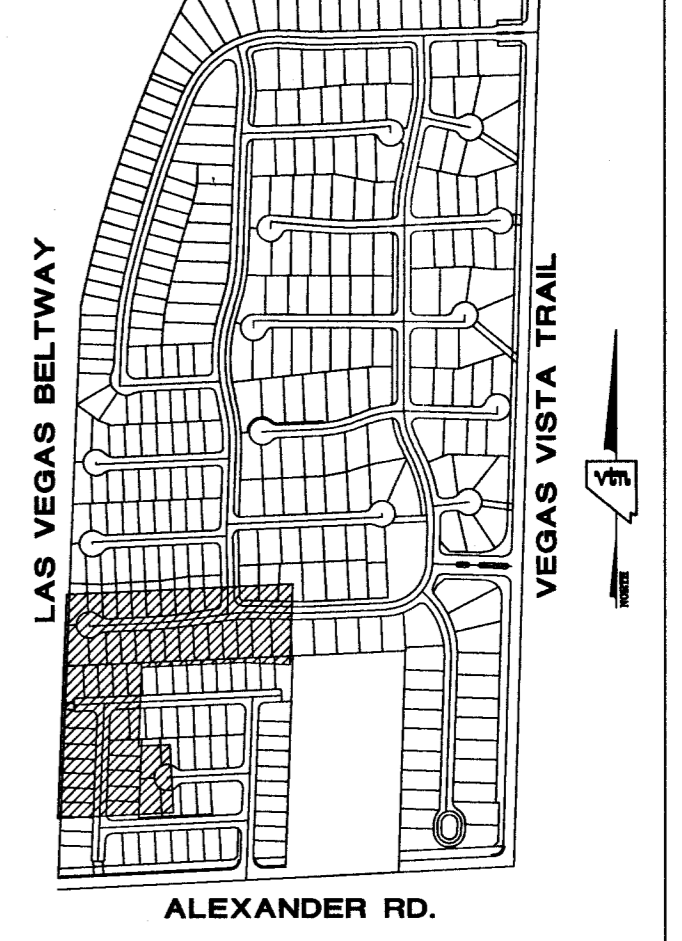 LAS VEGAS BELTWAY
VEGAS VISTA TRAIL
VTN
NORTH
ALEXANDER RD.